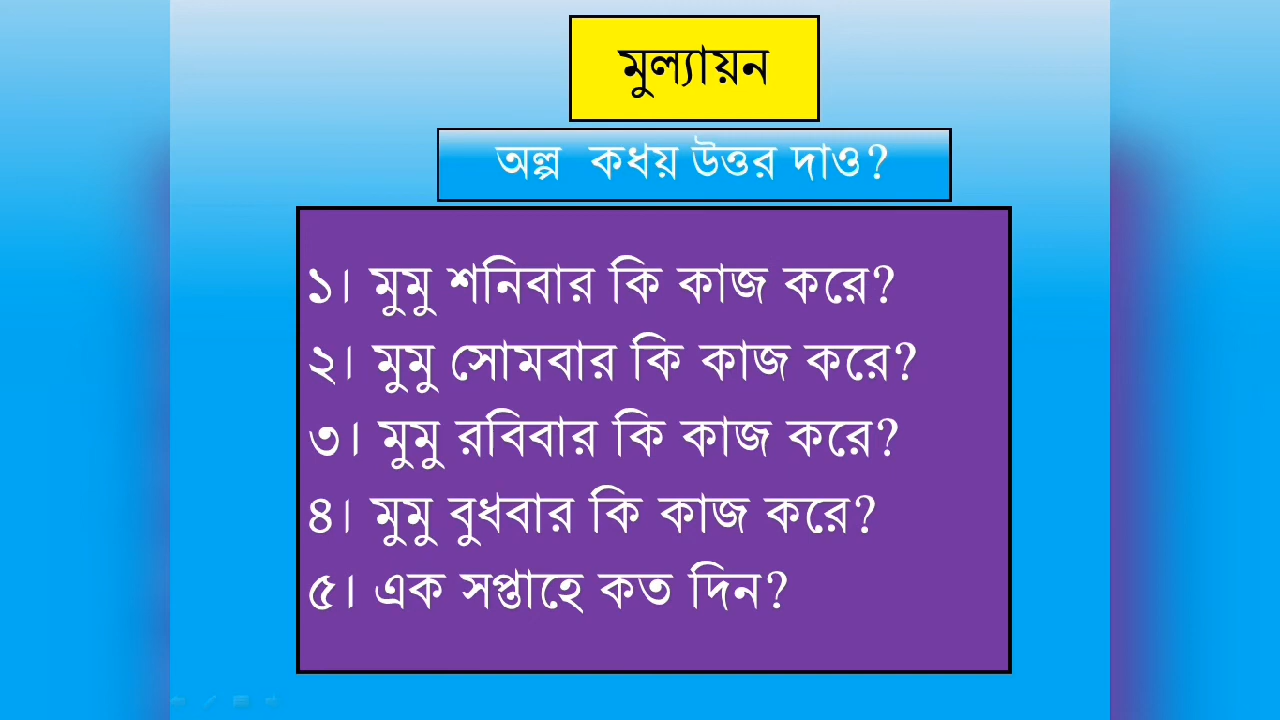 মুল্যায়ন
অল্প কধয় উত্তর দাও?
১। মুমু শনিবার কি কাজ করে?
২। মুমু সোমবার কি কাজ করে?
৩। মুমু রবিবার কি কাজ করে?
৪। মুমু বুধবার কি কাজ করে?
৫। এক সপ্তাহে কত দিন?